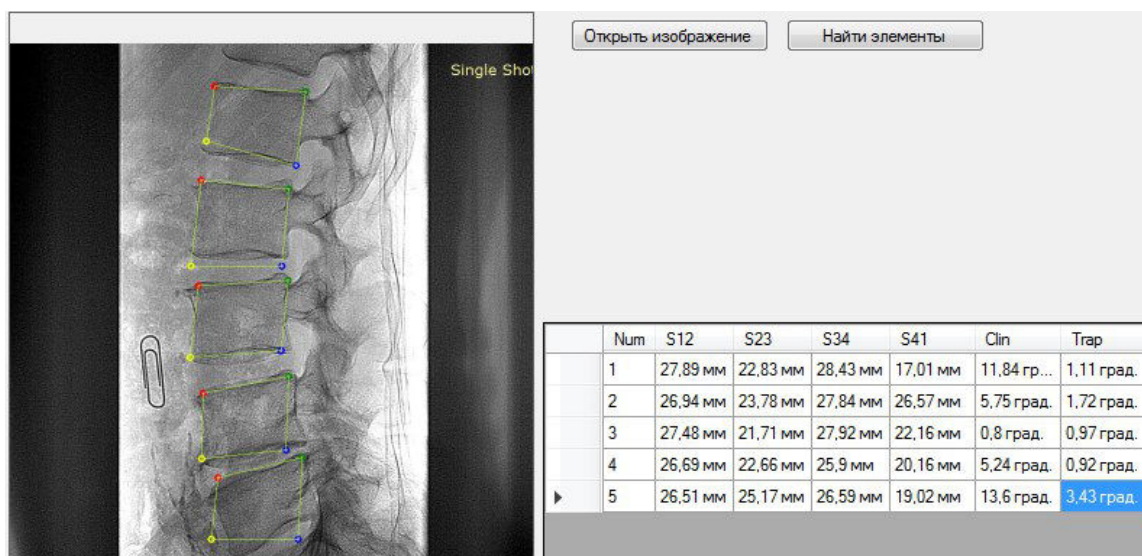 Открыть изображение Найти элементы
Single Shot
Num S12 S23 S34 S41 Clin Trap
1 27,89 мм 22,83 мм 28,43 мм 17,01 мм 11,84 гр... 1,11 град.
2 26,94 мм 23,78 мм 27,84 мм 26,57 мм 5,75 град. 1,72 град.
3 27,48 мм 21,71 мм 27,92 мм 22,16 мм 0,8 град. 0,97 град.
4 26,69 мм 22,66 мм 25,9 мм 20,16 мм 5,24 град. 0,92 град.
5 26,51 мм 25,17 мм 26,59 мм 19,02 мм 13,6 град. 3,43 град.